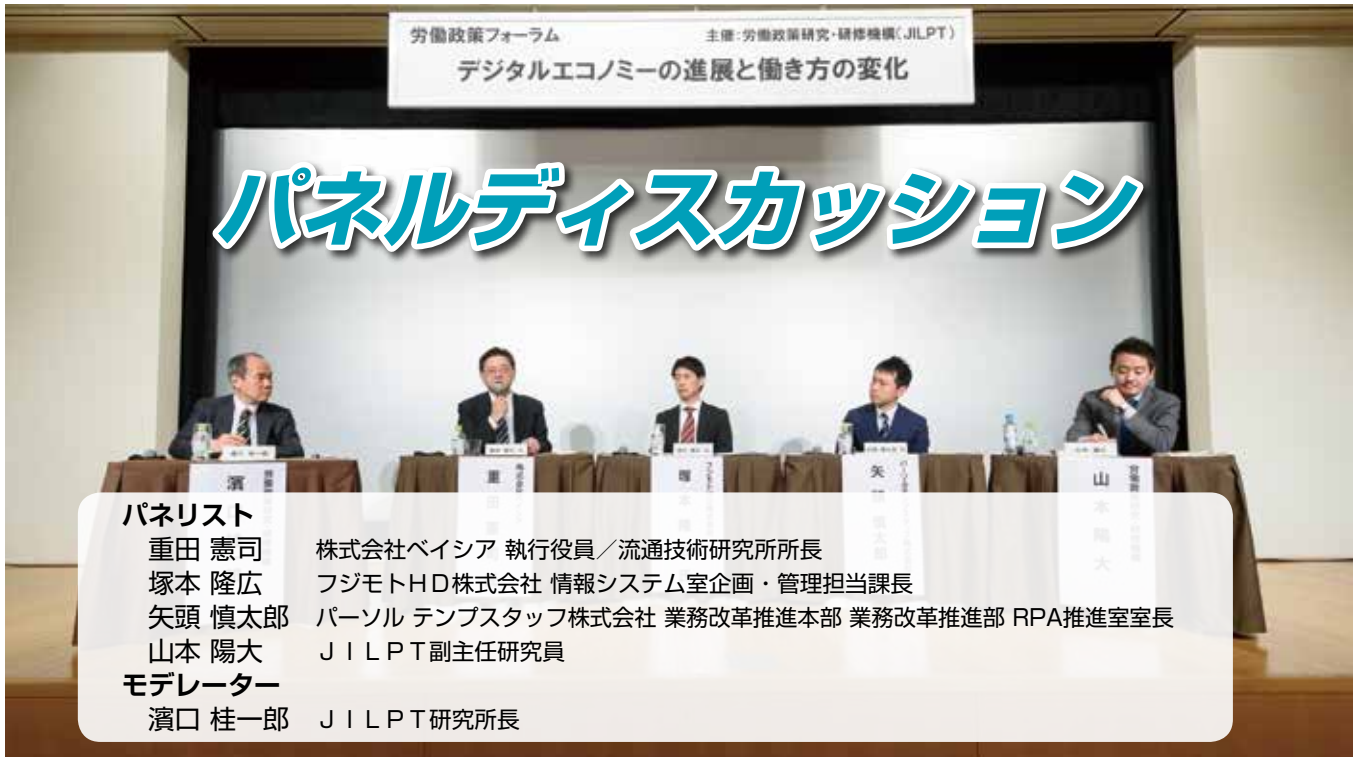 労働政策フォーラム 主催:労働政策研究・研修機構(JILPT)
デジタルエコノミーの進展と働き方の変化
パネルディスカッション
パネリスト
重田 憲司 株式会社ベイシア 執行役員／流通技術研究所所長
塚本 隆広 フジモトHD株式会社 情報システム室企画・管理担当課長
矢頭 慎太郎 パーソル テンプスタッフ株式会社 業務改革推進本部 業務改革推進部 RPA推進室室長
山本 陽大 JILPT副主任研究員
モデレーター
濱口 桂一郎 JILPT研究所長
濱
重
塚
矢
山本陽大